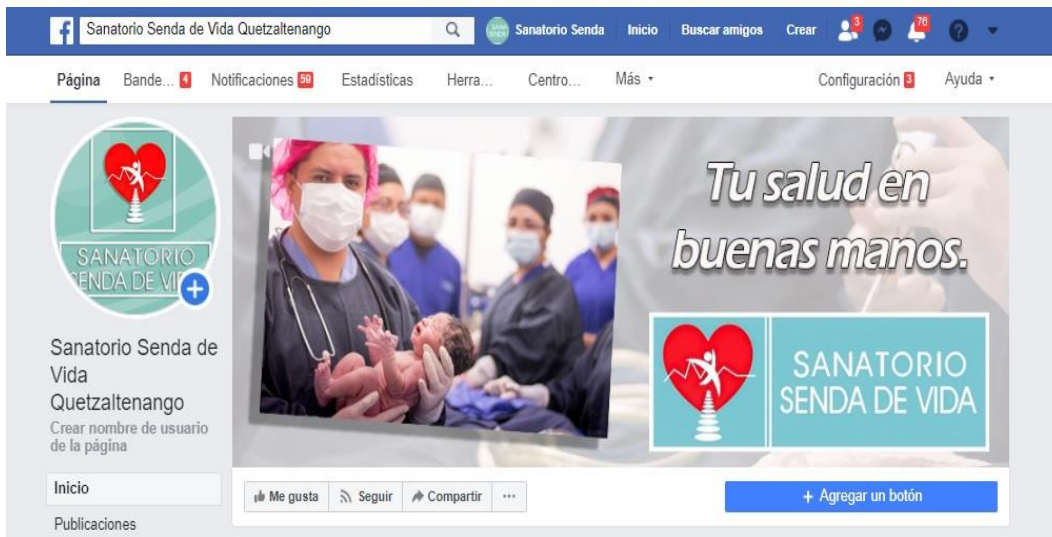 Sanatorio Senda de Vida Quetzaltenango
Sanatorio Senda Inicio Buscar amigos Crear 3 76
Página Bande... 4 Notificaciones 59 Estadísticas Herra... Centro... Más Configuración 3 Ayuda
SANATORIO
SENDA DE VI
Tu salud en
buenas manos.
SANATORIO
SENDA DE VIDA
Sanatorio Senda de
Vida
Quetzaltenango
Crear nombre de usuario
de la página
Inicio
Publicaciones
Me gusta Seguir Compartir ...
+ Agregar un botón